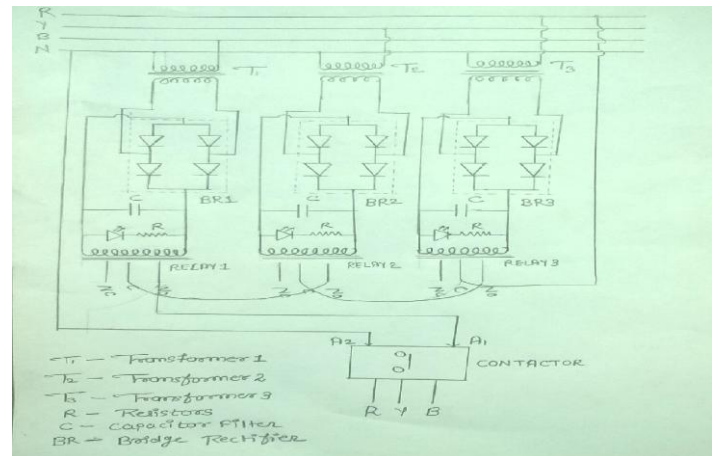 R
Y
B
N
T1 T2 T3
C C C
BR1 BR2 BR3
R R R
RELAY 1 RELAY 2 RELAY 3
A2 A1
CONTACTOR
R Y B
T1 - Transformer 1
T2 - Transformer 2
T3 - Transformer 3
R - Resistors
C - Capacitor Filter
BR - Bridge Rectifier